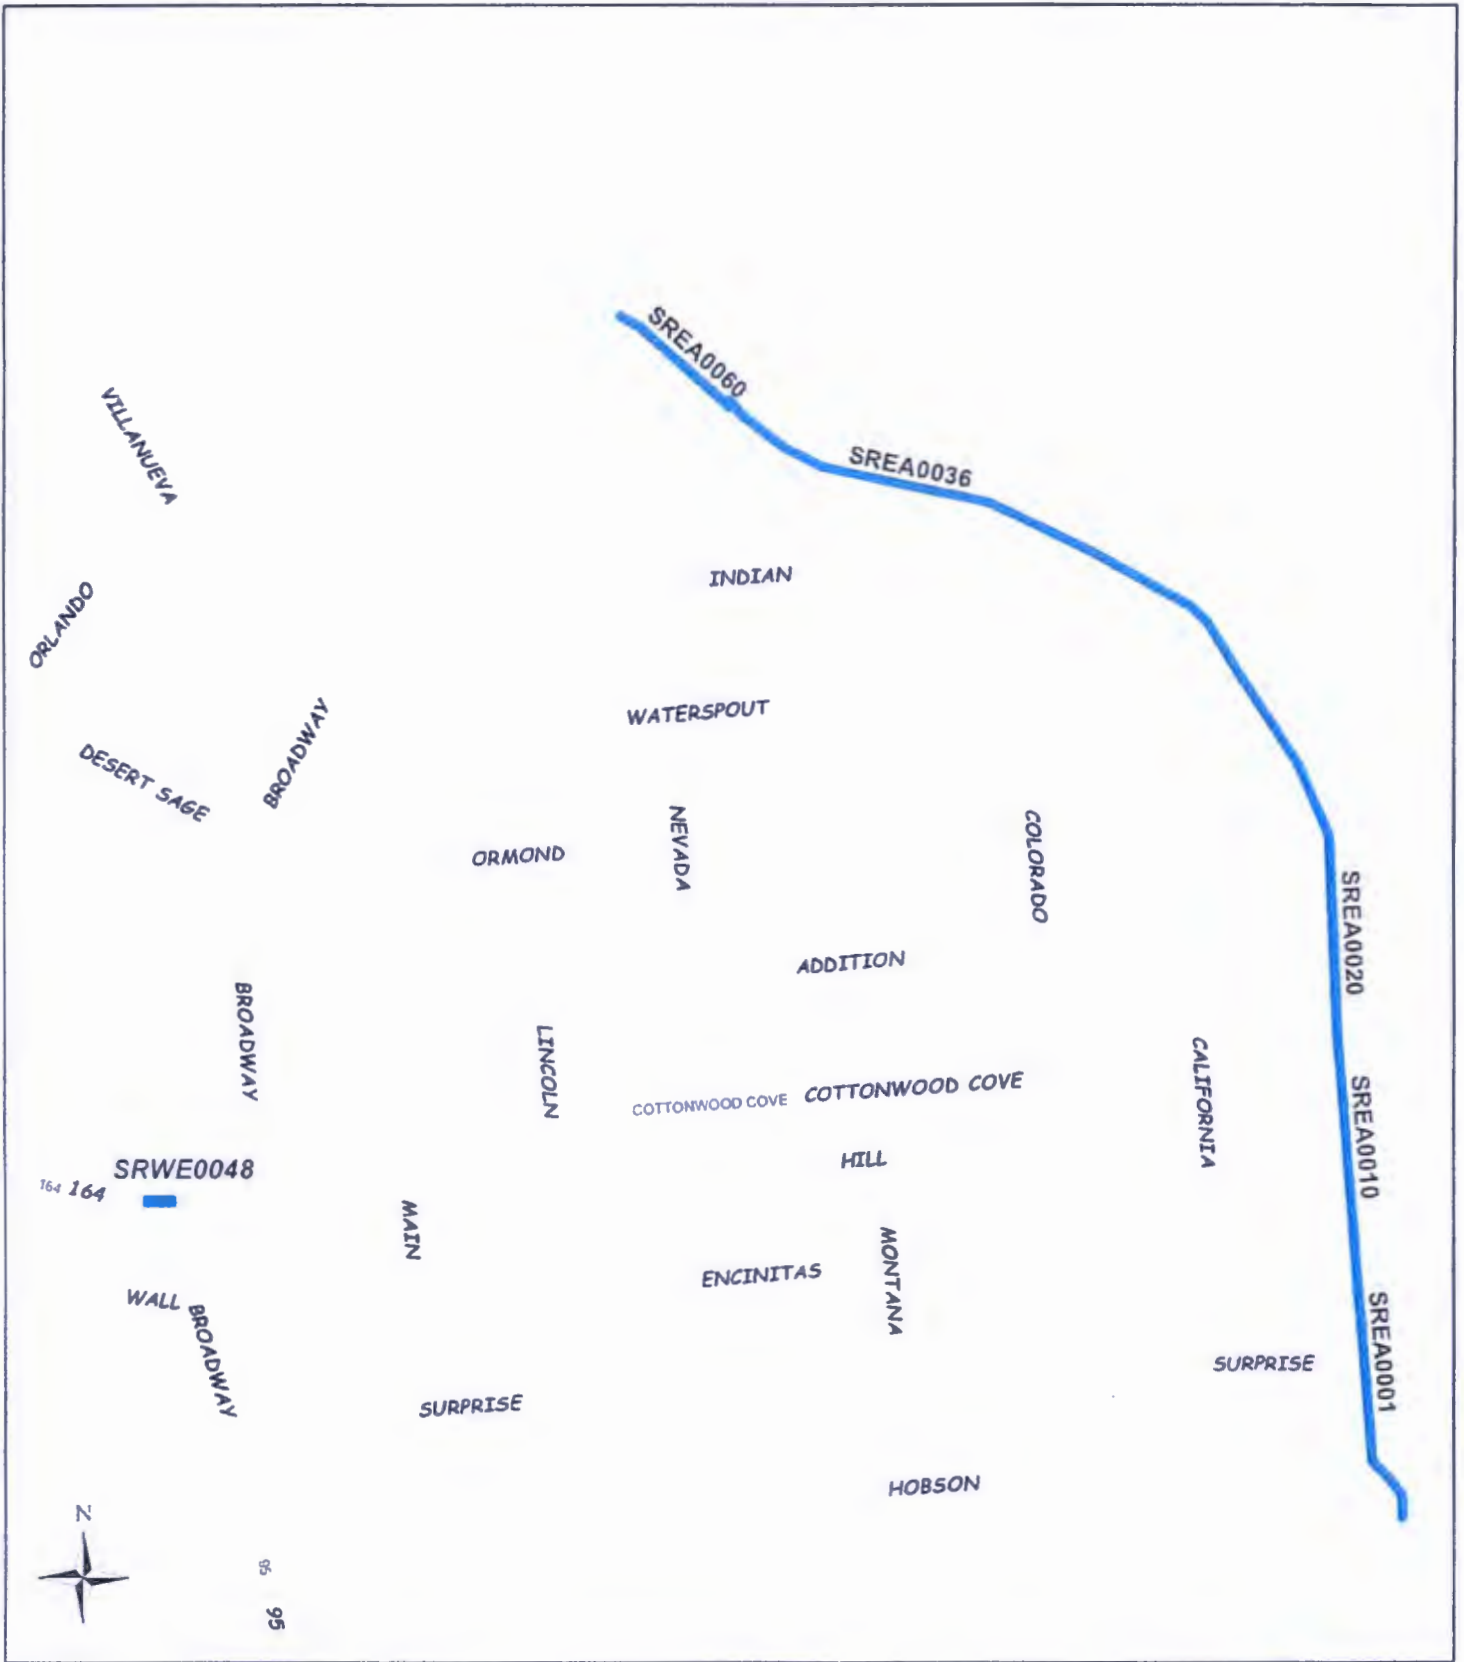 SREA0060
VILLANUEVA
SREA0036
INDIAN
ORLANDO
WATERSPOUT
BROADWAY
DESERT SAGE
NEVADA
COLORADO
ORMOND
SREA0020
ADDITION
BROADWAY
LINCOLN
CALIFORNIA
COTTONWOOD COVE COTTONWOOD COVE
SREA0010
HILL
SRWE0048
164 164
MAIN
MONTANA
ENCINITAS
WALL
BROADWAY
SREA0001
SURPRISE
SURPRISE
HOBSON
N
95
95